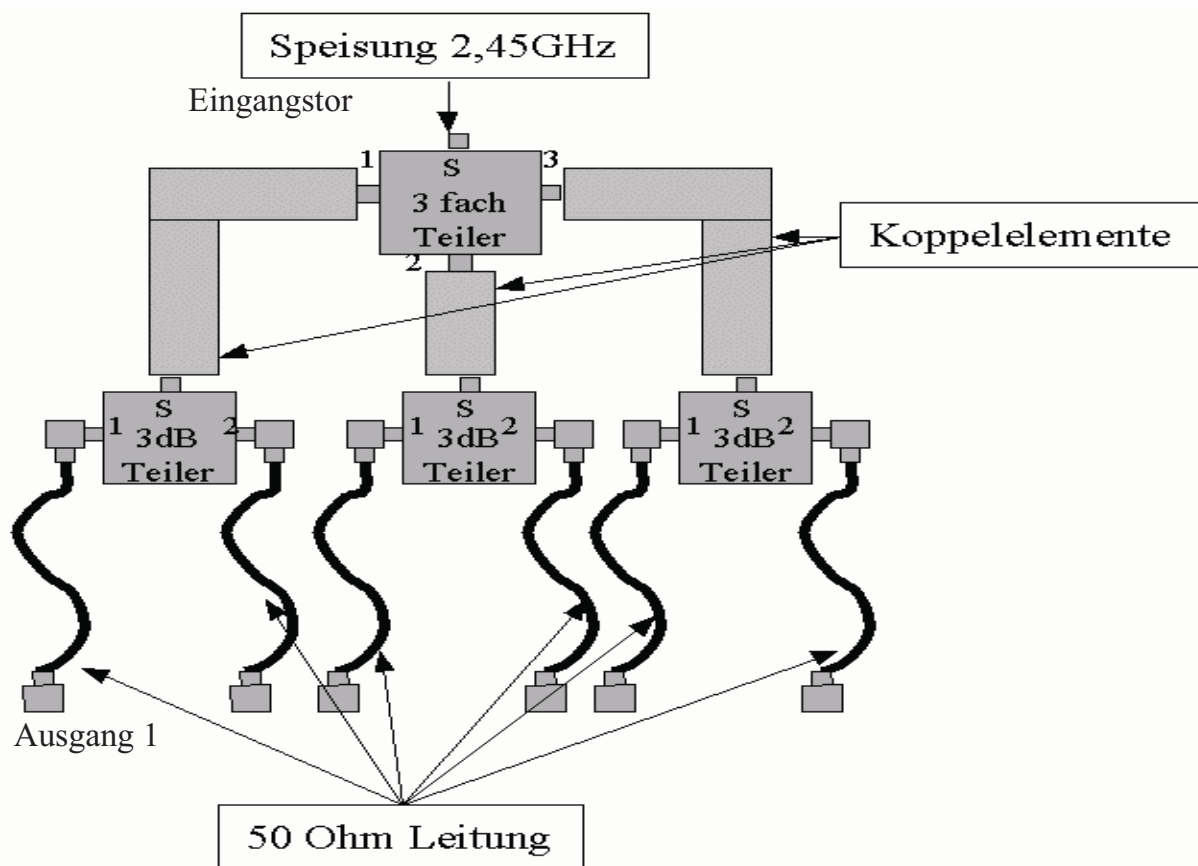 Speisung 2,45GHz
Eingangstor
1
S
3
3 fach
Teiler
2
Koppelelemente
S
1
3dB
2
Teiler
S
1
3dB
2
Teiler
S
1
3dB
2
Teiler
Ausgang 1
50 Ohm Leitung